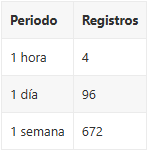 Periodo Registros
1 hora 4
1 día 96
1 semana 672